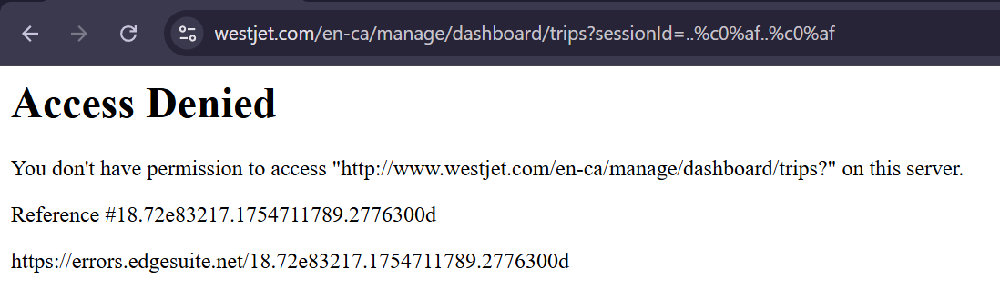 westjet.com/en-ca/manage/dashboard/trips?sessionId=..%c0%af..%c0%af
Access Denied
You don't have permission to access "http://www.westjet.com/en-ca/manage/dashboard/trips?" on this server.
Reference #18.72e83217.1754711789.2776300d
https://errors.edgesuite.net/18.72e83217.1754711789.2776300d